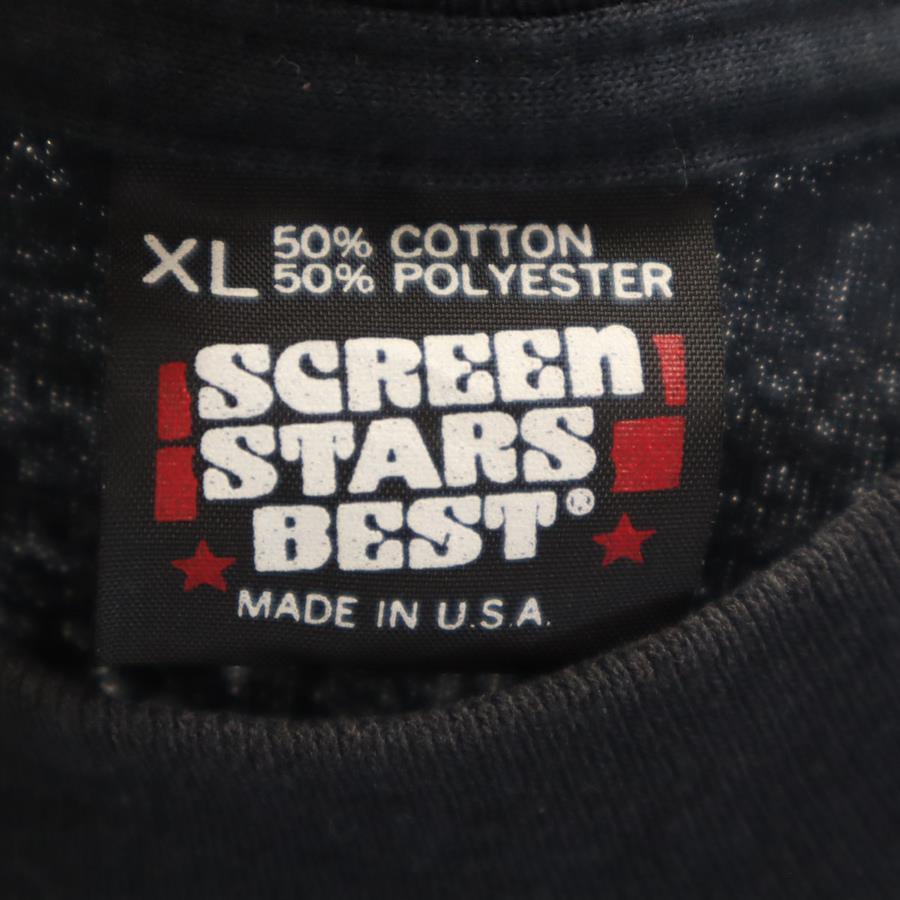 XL 50% COTTON
50% POLYESTER
SCREEN
STARS
BEST®
MADE IN U.S.A.